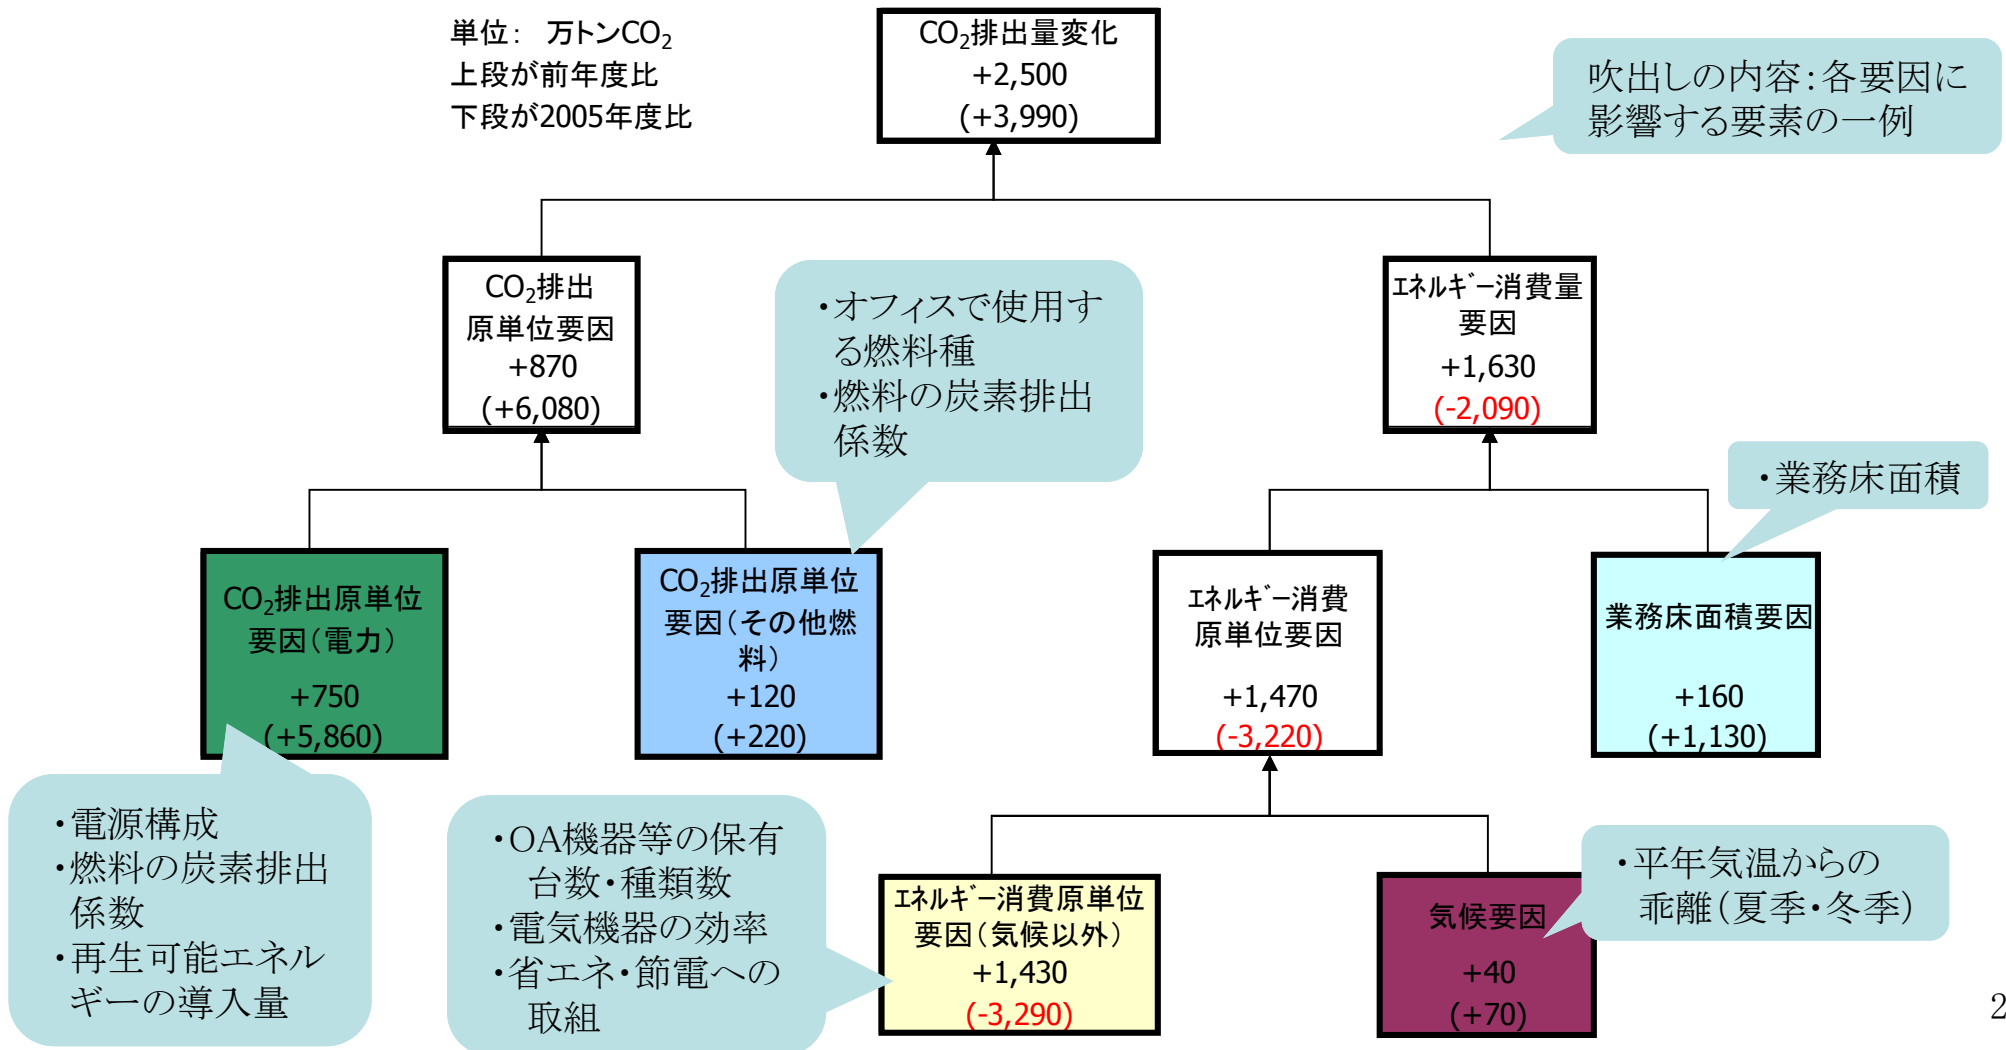 単位： 万トンCO₂
上段が前年度比
下段が2005年度比
CO₂排出量変化
+2,500
(+3,990)
吹出しの内容：各要因に
影響する要素の一例
CO₂排出
原単位要因
+870
(+6,080)
・オフィスで使用す
る燃料種
・燃料の炭素排出
係数
ｴﾈﾙｷﾞｰ消費量
要因
+1,630
(-2,090)
・業務床面積
CO₂排出原単位
要因（電力）
+750
(+5,860)
CO₂排出原単位
要因（その他燃
料）
+120
(+220)
ｴﾈﾙｷﾞｰ消費
原単位要因
+1,470
(-3,220)
業務床面積要因
+160
(+1,130)
・電源構成
・燃料の炭素排出
係数
・再生可能エネル
ギーの導入量
・OA機器等の保有
台数・種類数
・電気機器の効率
・省エネ・節電への
取組
ｴﾈﾙｷﾞｰ消費原単位
要因（気候以外）
+1,430
(-3,290)
気候要因
+40
(+70)
・平年気温からの
乖離（夏季・冬季）
2